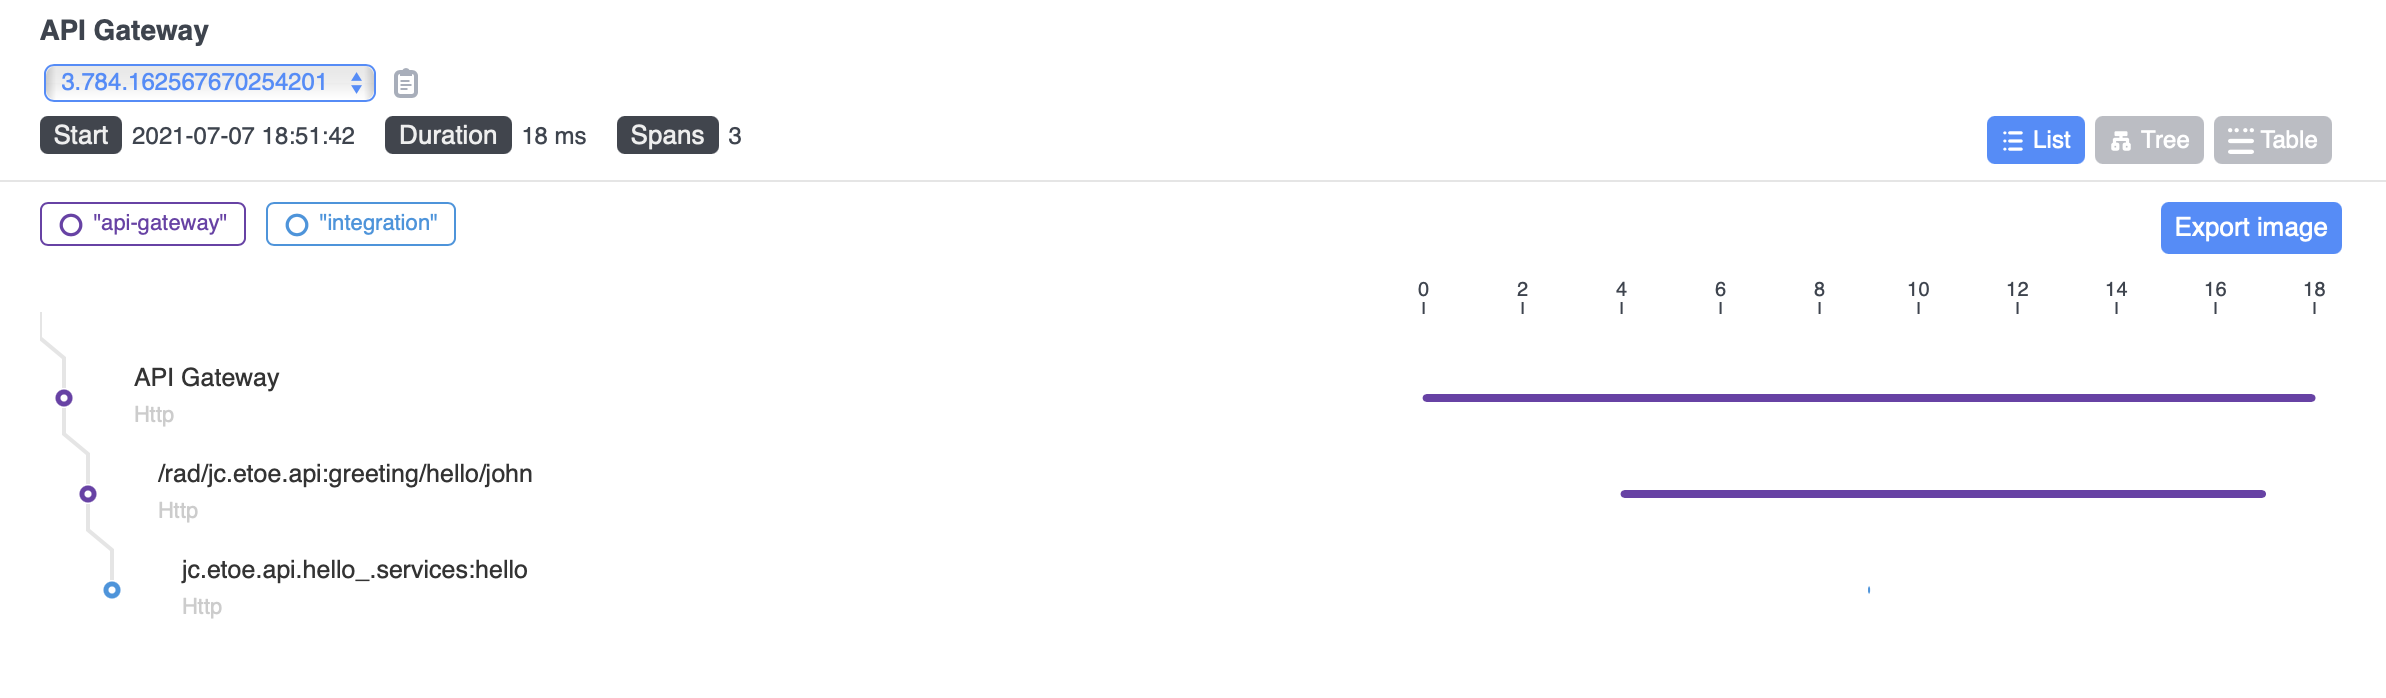 API Gateway
3.784.162567670254201
Start 2021-07-07 18:51:42 Duration 18 ms Spans 3
List Tree Table
"api-gateway" "integration"
Export image
0 2 4 6 8 10 12 14 16 18
API Gateway
Http
/rad/jc.etoe.api:greeting/hello/john
Http
jc.etoe.api.hello_.services:hello
Http